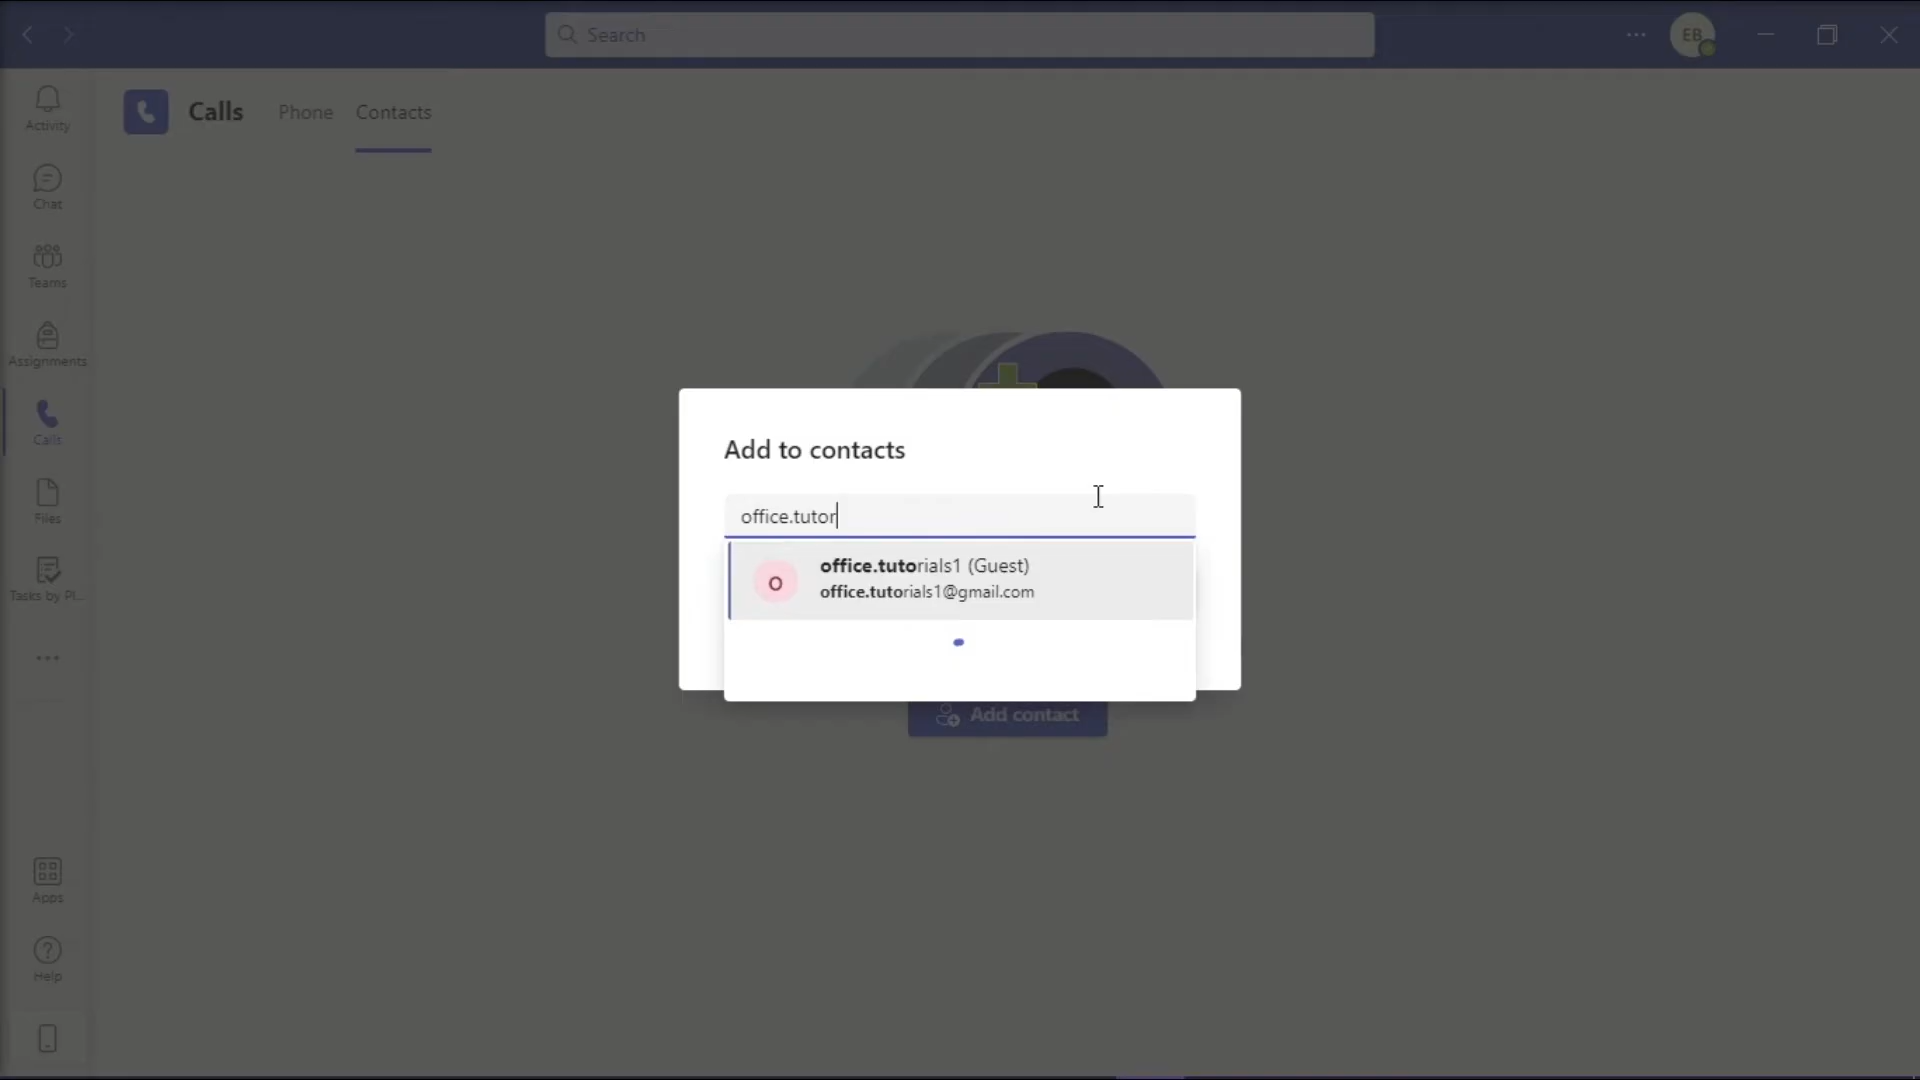 Search
EB
Activity
Chat
Teams
Assignments
Calls
Files
Tasks by Pl...
Apps
Help
Calls
Phone
Contacts
Add to contacts
office.tutor
O
office.tutorials1 (Guest)
office.tutorials1@gmail.com
Add contact